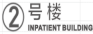 ②号楼
INPATIENT BUILDING